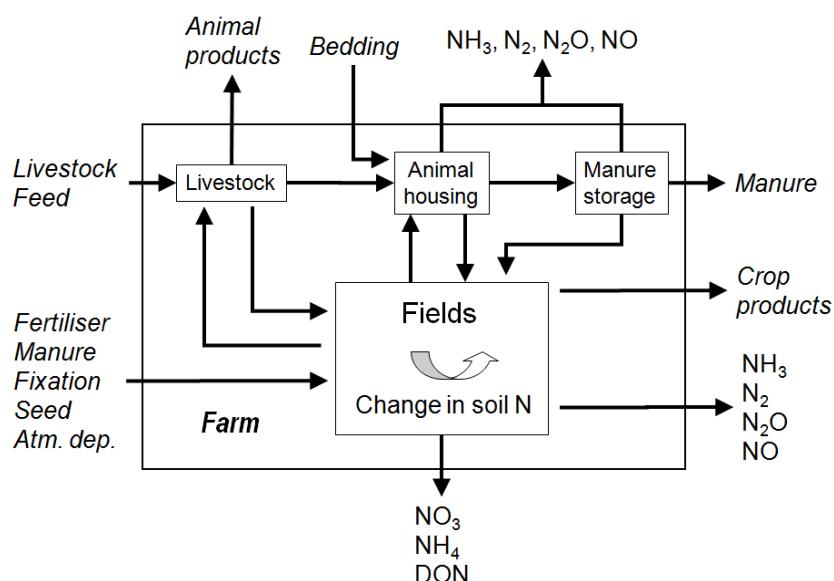 Animal
products
Bedding
NH₃, N₂, N₂O, NO
Livestock
Feed
Livestock
Animal
housing
Manure
storage
Manure
Fields
Change in soil N
Crop
products
Fertiliser
Manure
Fixation
Seed
Atm. dep.
Farm
NH₃
N₂
N₂O
NO
NO₃
NH₄
DON